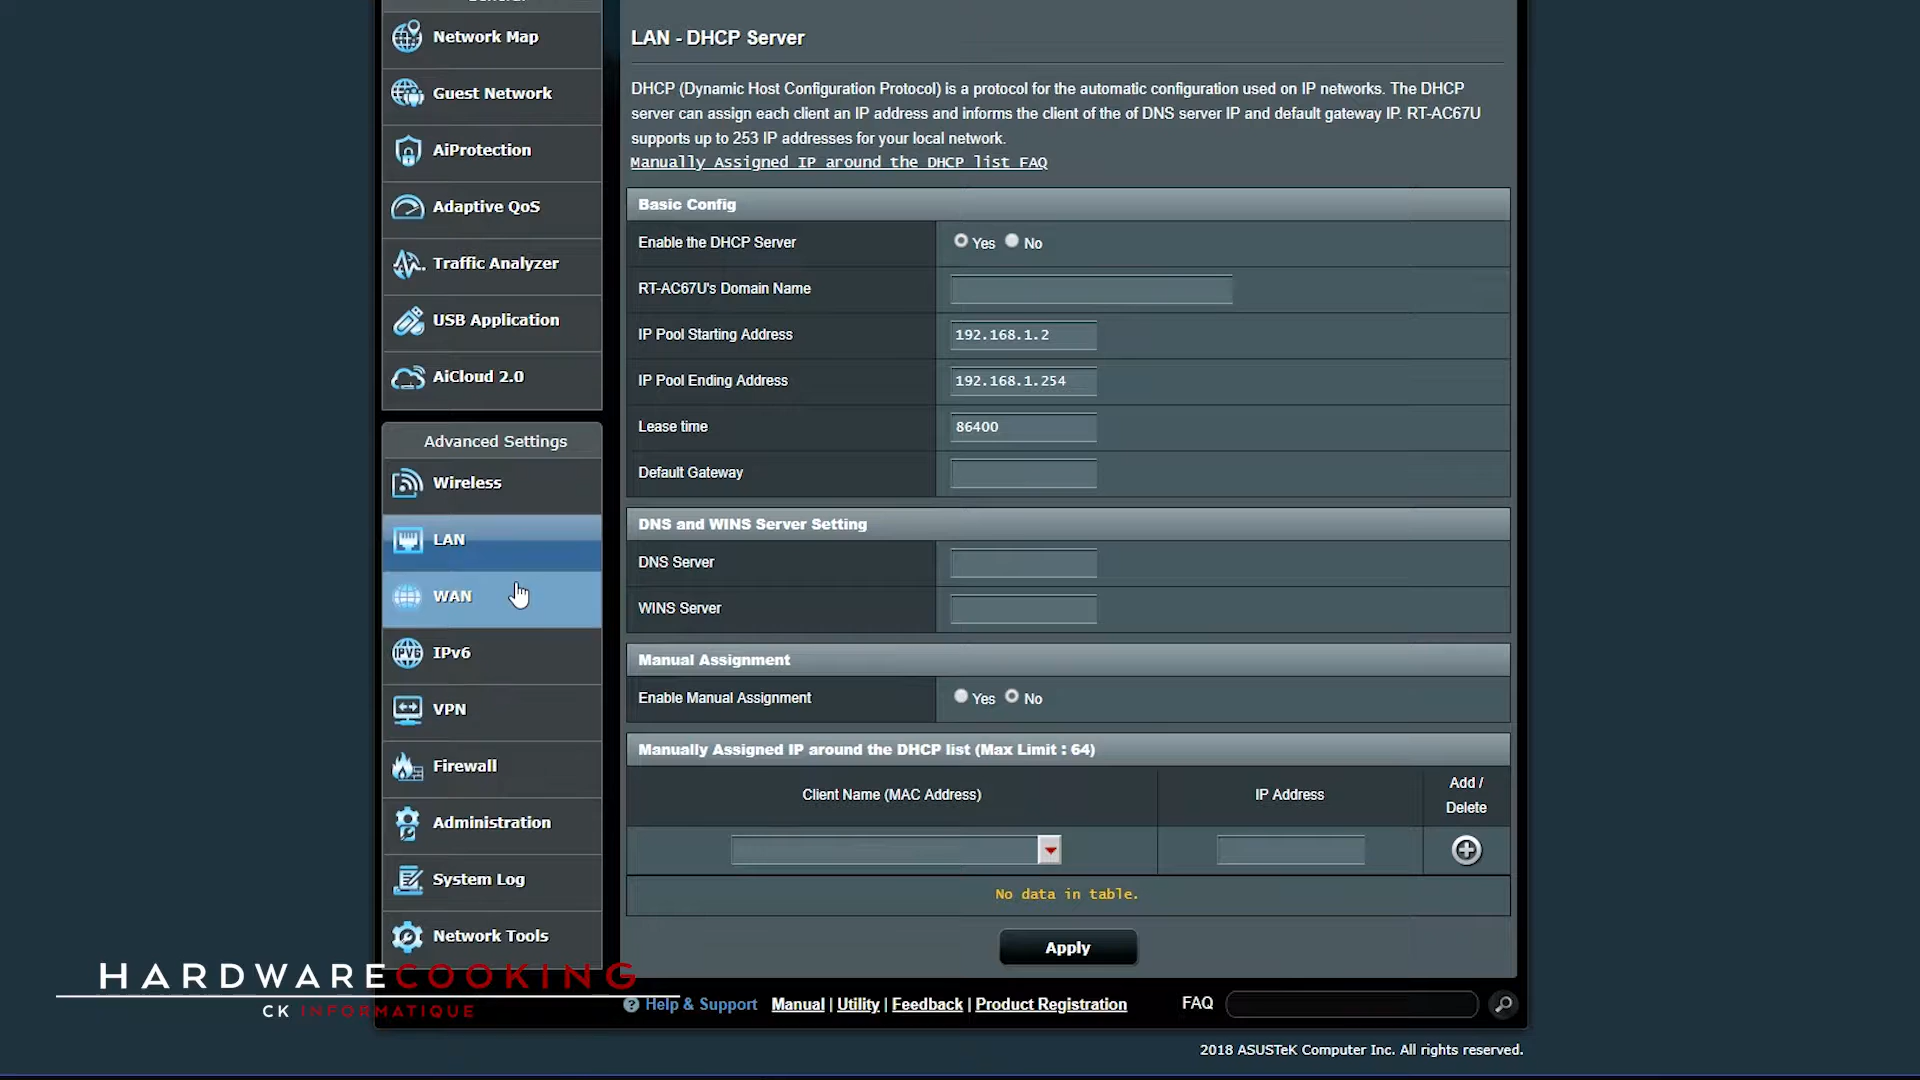 Network Map
Guest Network
AiProtection
Adaptive QoS
Traffic Analyzer
USB Application
AiCloud 2.0
Advanced Settings
Wireless
LAN
WAN
IPv6
VPN
Firewall
Administration
System Log
Network Tools
LAN - DHCP Server
DHCP (Dynamic Host Configuration Protocol) is a protocol for the automatic configuration used on IP networks. The DHCP
server can assign each client an IP address and informs the client of the of DNS server IP and default gateway IP. RT-AC67U
supports up to 253 IP addresses for your local network.
Manually Assigned IP around the DHCP list FAQ
Basic Config
Enable the DHCP Server Yes No
RT-AC67U's Domain Name
IP Pool Starting Address 192.168.1.2
IP Pool Ending Address 192.168.1.254
Lease time 86400
Default Gateway
DNS and WINS Server Setting
DNS Server
WINS Server
Manual Assignment
Enable Manual Assignment Yes No
Manually Assigned IP around the DHCP list (Max Limit : 64)
Client Name (MAC Address) IP Address Add /
Delete
No data in table.
Apply
HARDWARECOOKING
CK INFORMATIQUE
Help & Support Manual | Utility | Feedback | Product Registration FAQ
2018 ASUSTeK Computer Inc. All rights reserved.